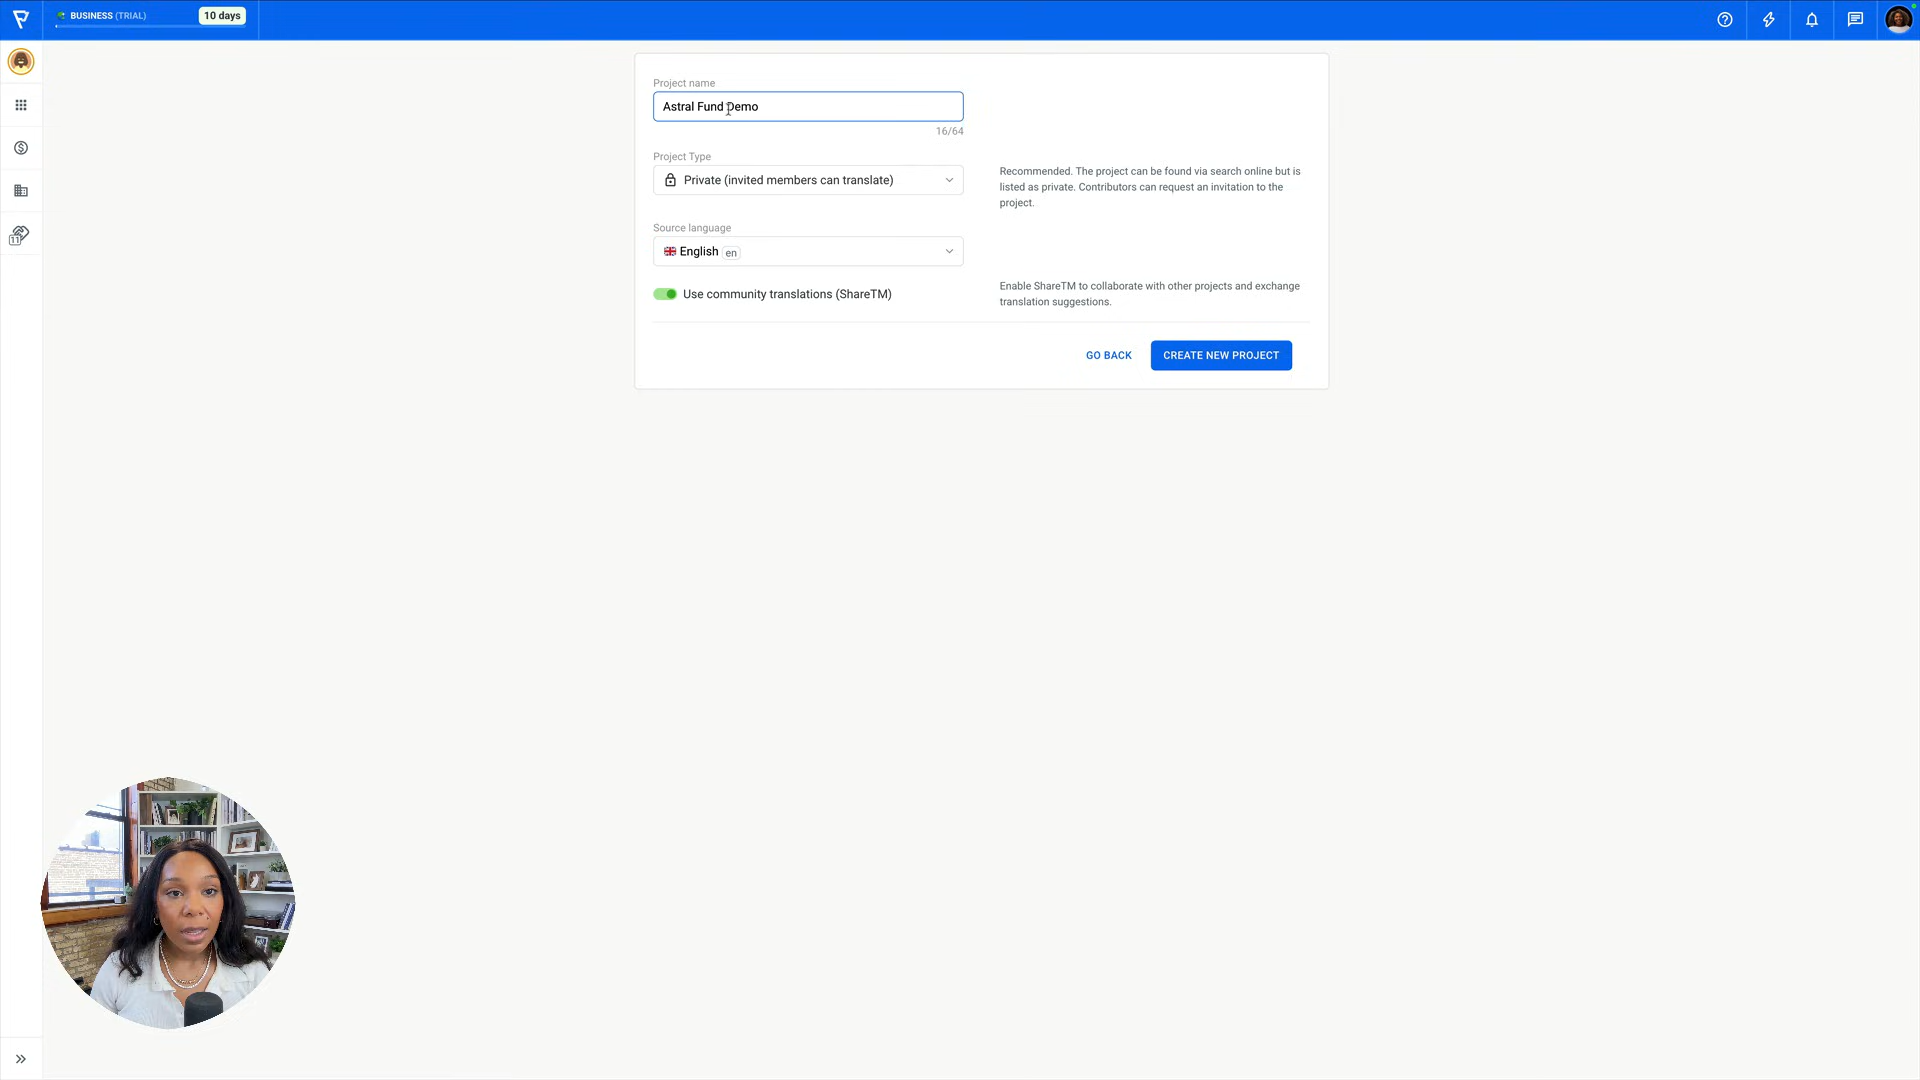 BUSINESS (TRIAL)
10 days
Project name
Astral Fund Demo
16/64
Project Type
Private (invited members can translate)
Recommended. The project can be found via search online but is
listed as private. Contributors can request an invitation to the
project.
Source language
English en
Use community translations (ShareTM)
Enable ShareTM to collaborate with other projects and exchange
translation suggestions.
GO BACK
CREATE NEW PROJECT
11